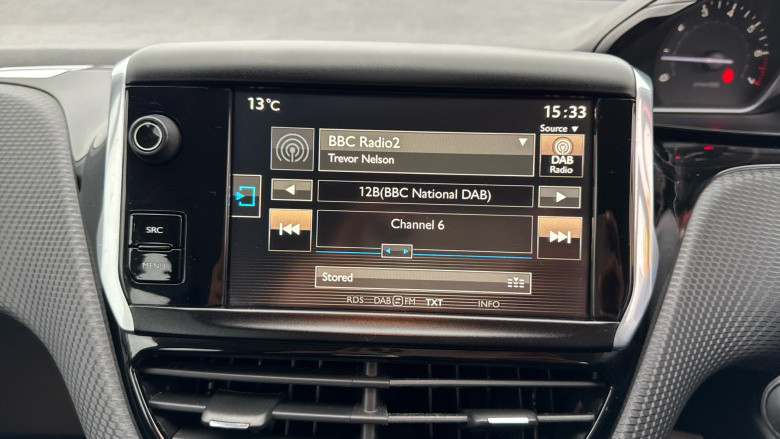 13°C
15:33
Source ▼
BBC Radio2
Trevor Nelson
DAB
Radio
12B(BBC National DAB)
SRC
Channel 6
MENU
Stored
RDS DAB FM TXT INFO